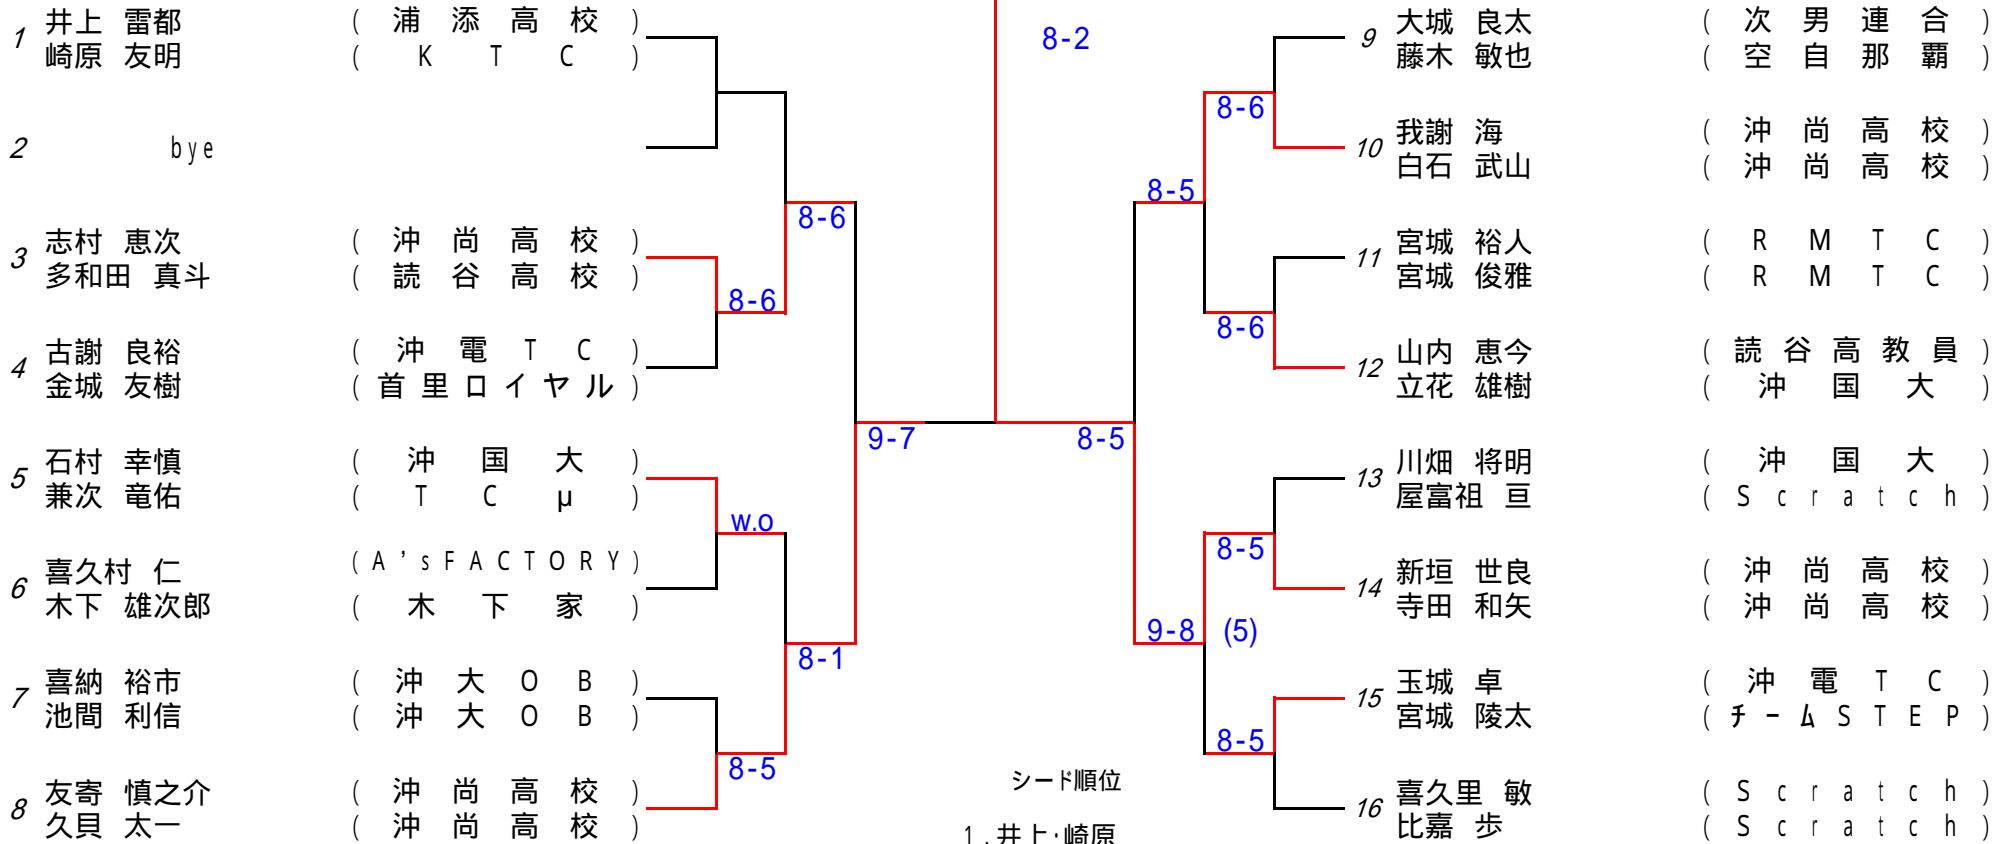 1 井上 雷都 ( 浦 添 高 校 )
崎原 友明 ( K T C )
2 bye
3 志村 恵次 ( 沖 尚 高 校 )
多和田 真斗 ( 読 谷 高 校 )
4 古謝 良裕 ( 沖 電 T C )
金城 友樹 ( 首 里 ロ イ ヤ ル )
5 石村 幸慎 ( 沖 国 大 )
兼次 竜佑 ( T C μ )
6 喜久村 仁 ( A ’ s F A C T O R Y )
木下 雄次郎 ( 木 下 家 )
7 喜納 裕市 ( 沖 大 O B )
池間 利信 ( 沖 大 O B )
8 友寄 慎之介 ( 沖 尚 高 校 )
久貝 太一 ( 沖 尚 高 校 )
8-6
8-6
w.o
8-1
8-5
9-7
8-2
8-5
8-6
8-5
8-6
8-5
9-8 (5)
8-5
9 大城 良太 ( 次 男 連 合 )
藤木 敏也 ( 空 自 那 覇 )
10 我謝 海 ( 沖 尚 高 校 )
白石 武山 ( 沖 尚 高 校 )
11 宮城 裕人 ( R M T C )
宮城 俊雅 ( R M T C )
12 山内 恵今 ( 読 谷 高 教 員 )
立花 雄樹 ( 沖 国 大 )
13 川畑 将明 ( 沖 国 大 )
屋富祖 亘 ( S c r a t c h )
14 新垣 世良 ( 沖 尚 高 校 )
寺田 和矢 ( 沖 尚 高 校 )
15 玉城 卓 ( 沖 電 T C )
宮城 陵太 ( チ ー ム S T E P )
16 喜久里 敏 ( S c r a t c h )
比嘉 歩 ( S c r a t c h )
シード順位
1 . 井上・崎原